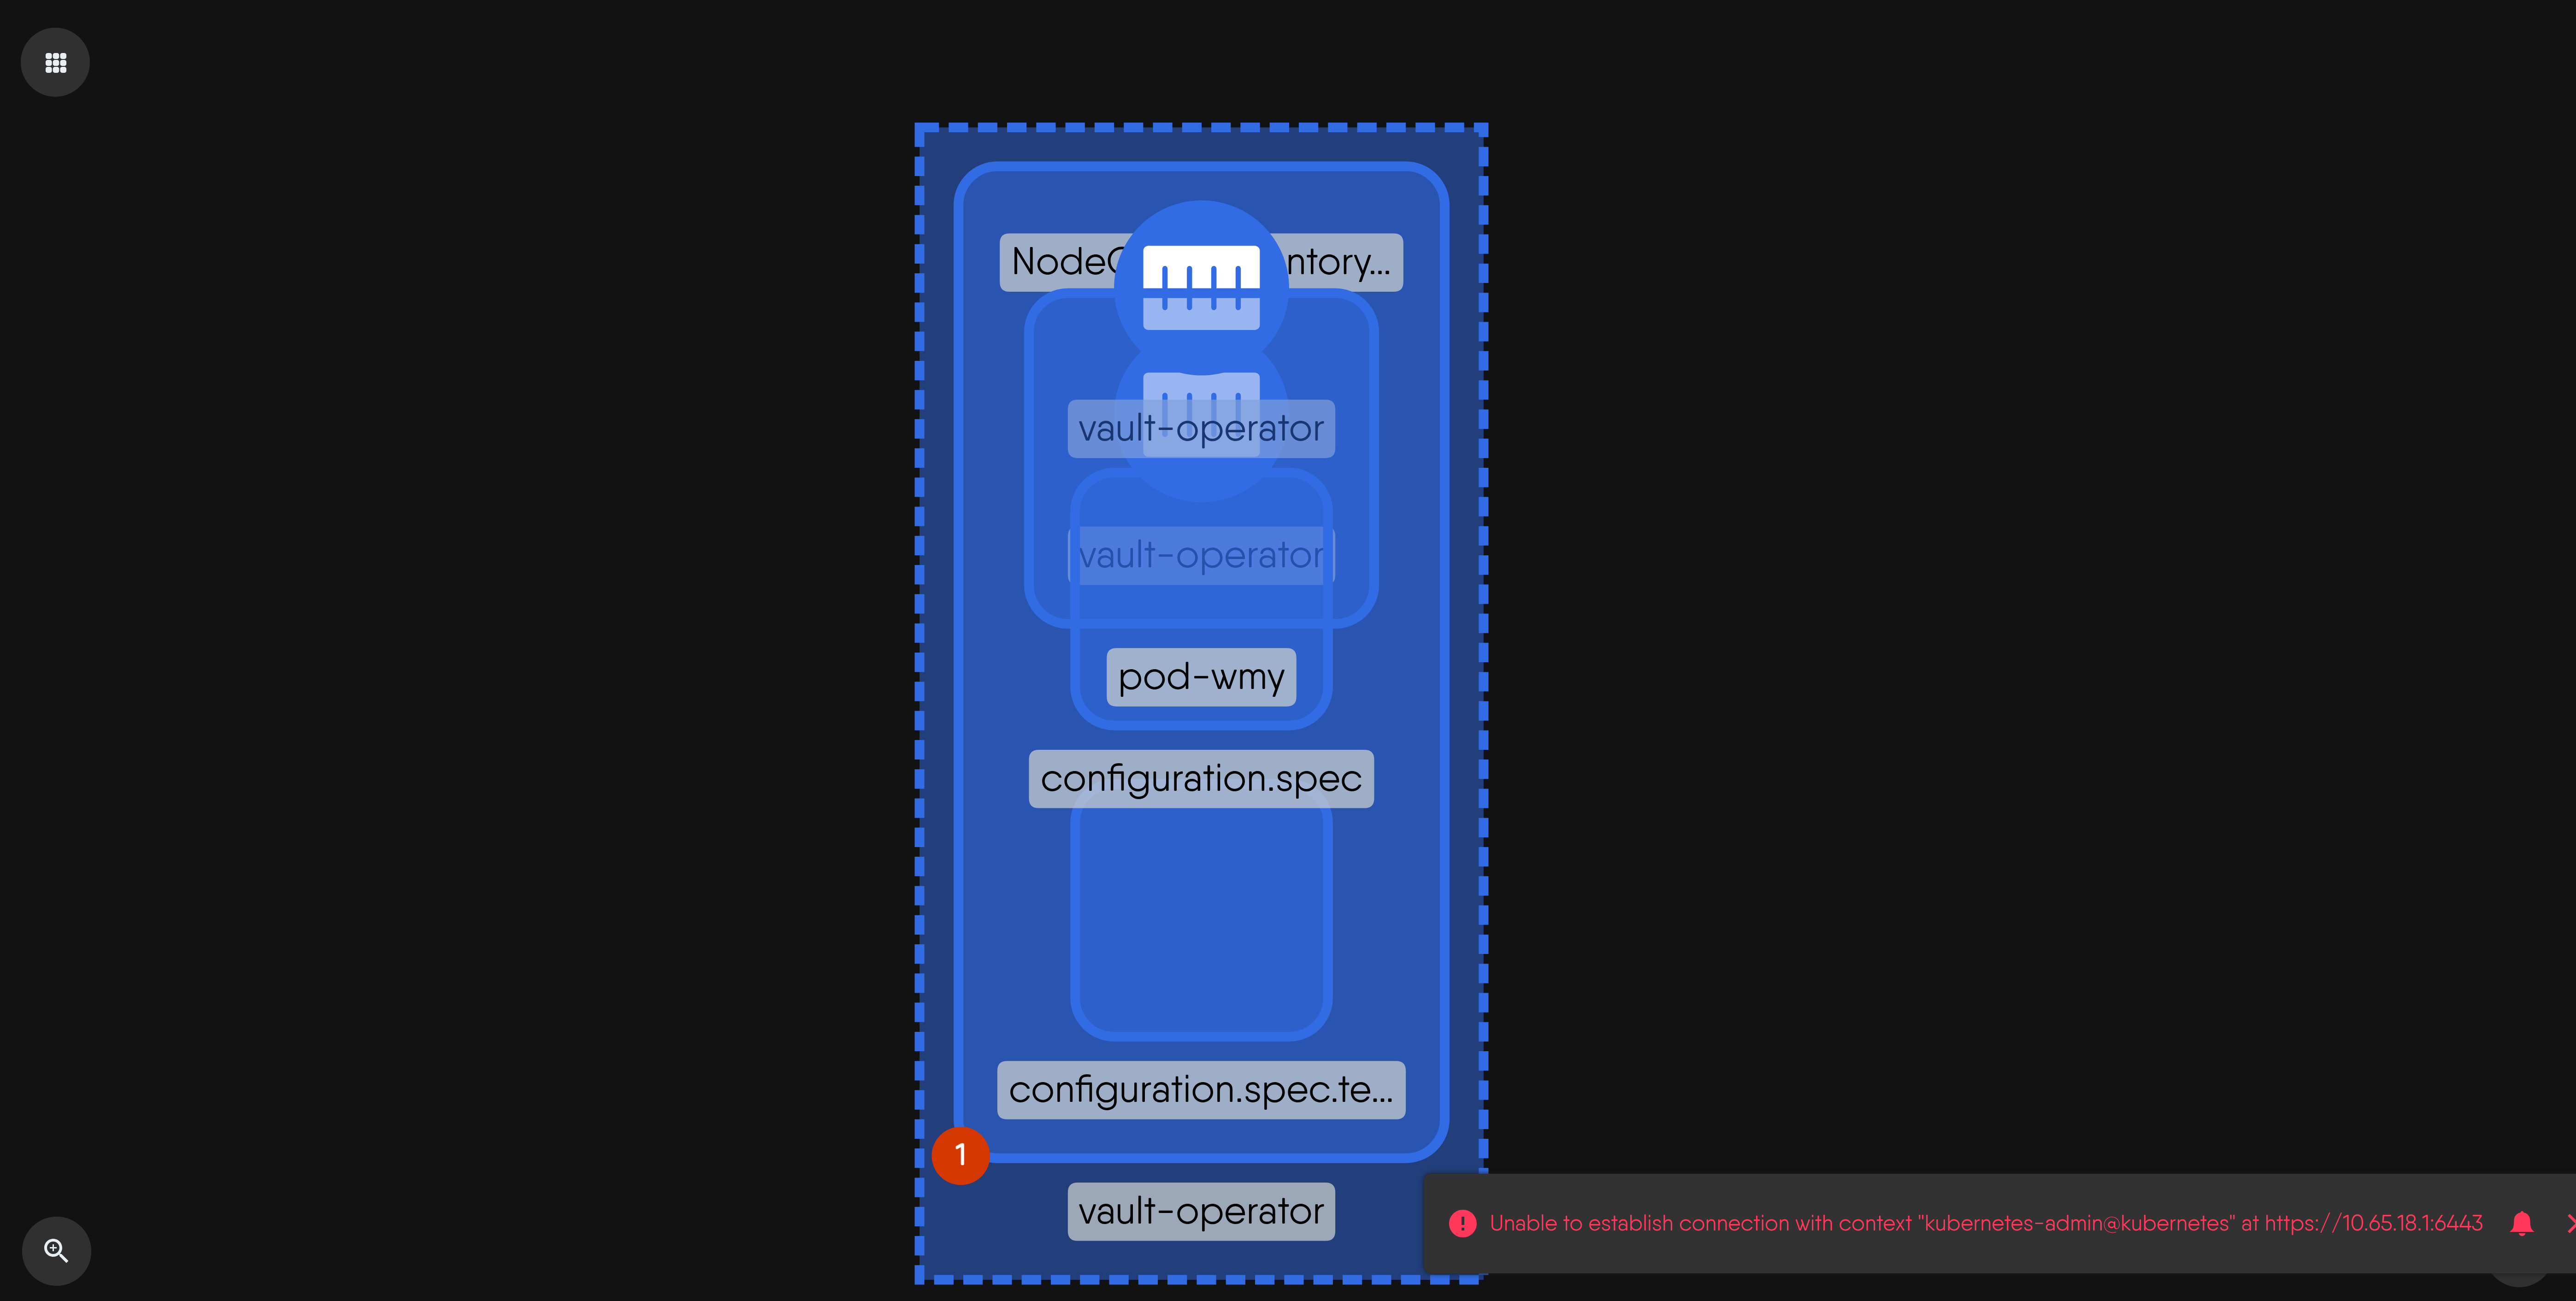 NodeC ntory...
vault-operator
vault-operator
pod-wmy
configuration.spec
configuration.spec.te...
1
vault-operator
Unable to establish connection with context "kubernetes-admin@kubernetes" at https://10.65.18.1:6443